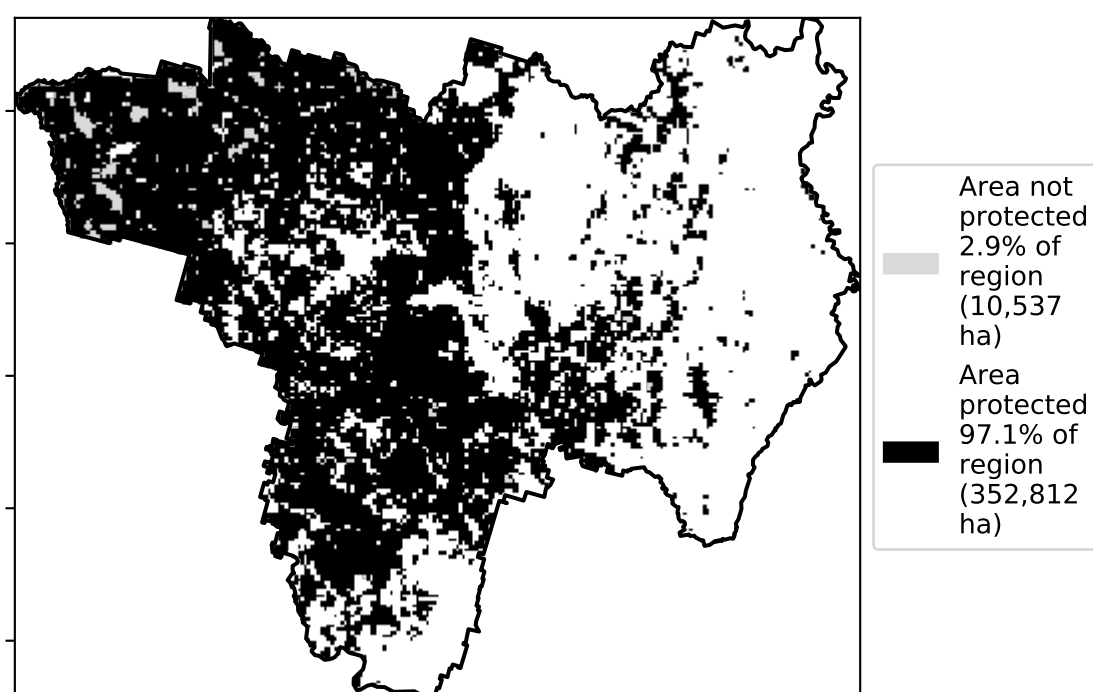 Area not
protected
2.9% of
region
(10,537
ha)
Area
protected
97.1% of
region
(352,812
ha)